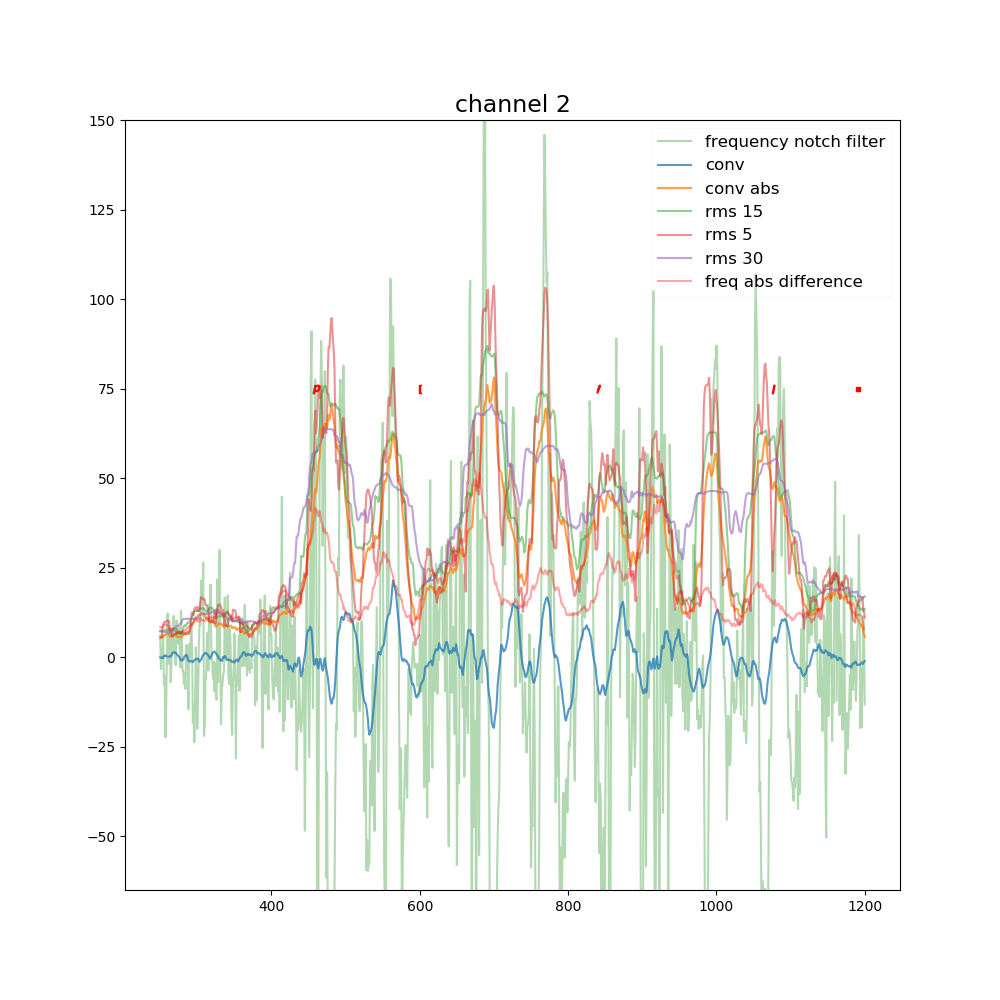 channel 2
150
125
100
75
50
25
0
−25
−50
400 600 800 1000 1200
frequency notch filter
conv
conv abs
rms 15
rms 5
rms 30
freq abs difference